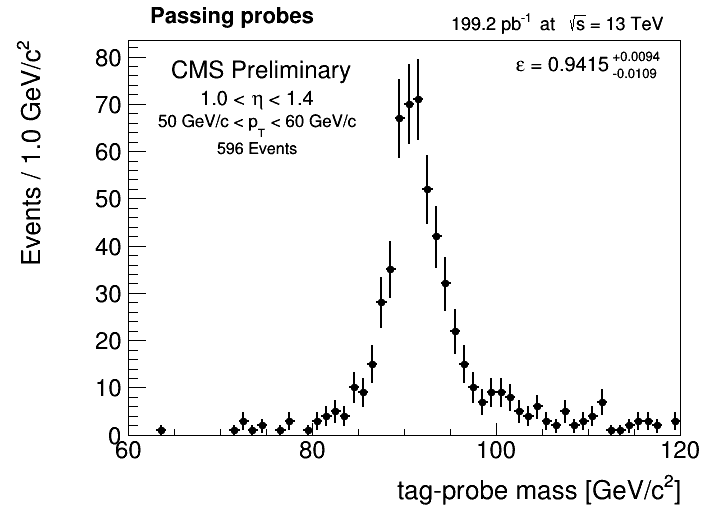 Passing probes
199.2 pb⁻¹ at √s = 13 TeV
CMS Preliminary
1.0 < η < 1.4
50 GeV/c < p_T < 60 GeV/c
596 Events
ε = 0.9415 +0.0094 -0.0109
Events / 1.0 GeV/c²
80
70
60
50
40
30
20
10
0
60 80 100 120
tag-probe mass [GeV/c²]